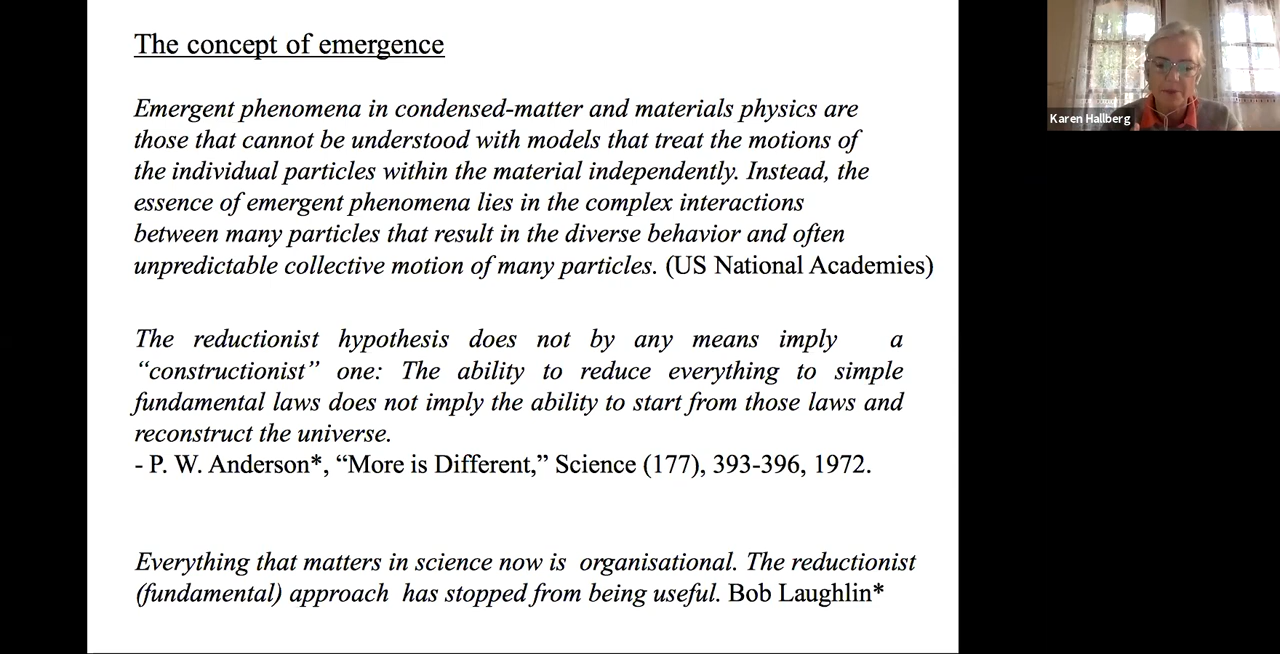 The concept of emergence
Emergent phenomena in condensed-matter and materials physics are
those that cannot be understood with models that treat the motions of
the individual particles within the material independently. Instead, the
essence of emergent phenomena lies in the complex interactions
between many particles that result in the diverse behavior and often
unpredictable collective motion of many particles. (US National Academies)
The reductionist hypothesis does not by any means imply a
“constructionist” one: The ability to reduce everything to simple
fundamental laws does not imply the ability to start from those laws and
reconstruct the universe.
- P. W. Anderson*, “More is Different,” Science (177), 393-396, 1972.
Everything that matters in science now is organisational. The reductionist
(fundamental) approach has stopped from being useful. Bob Laughlin*
Karen Hallberg